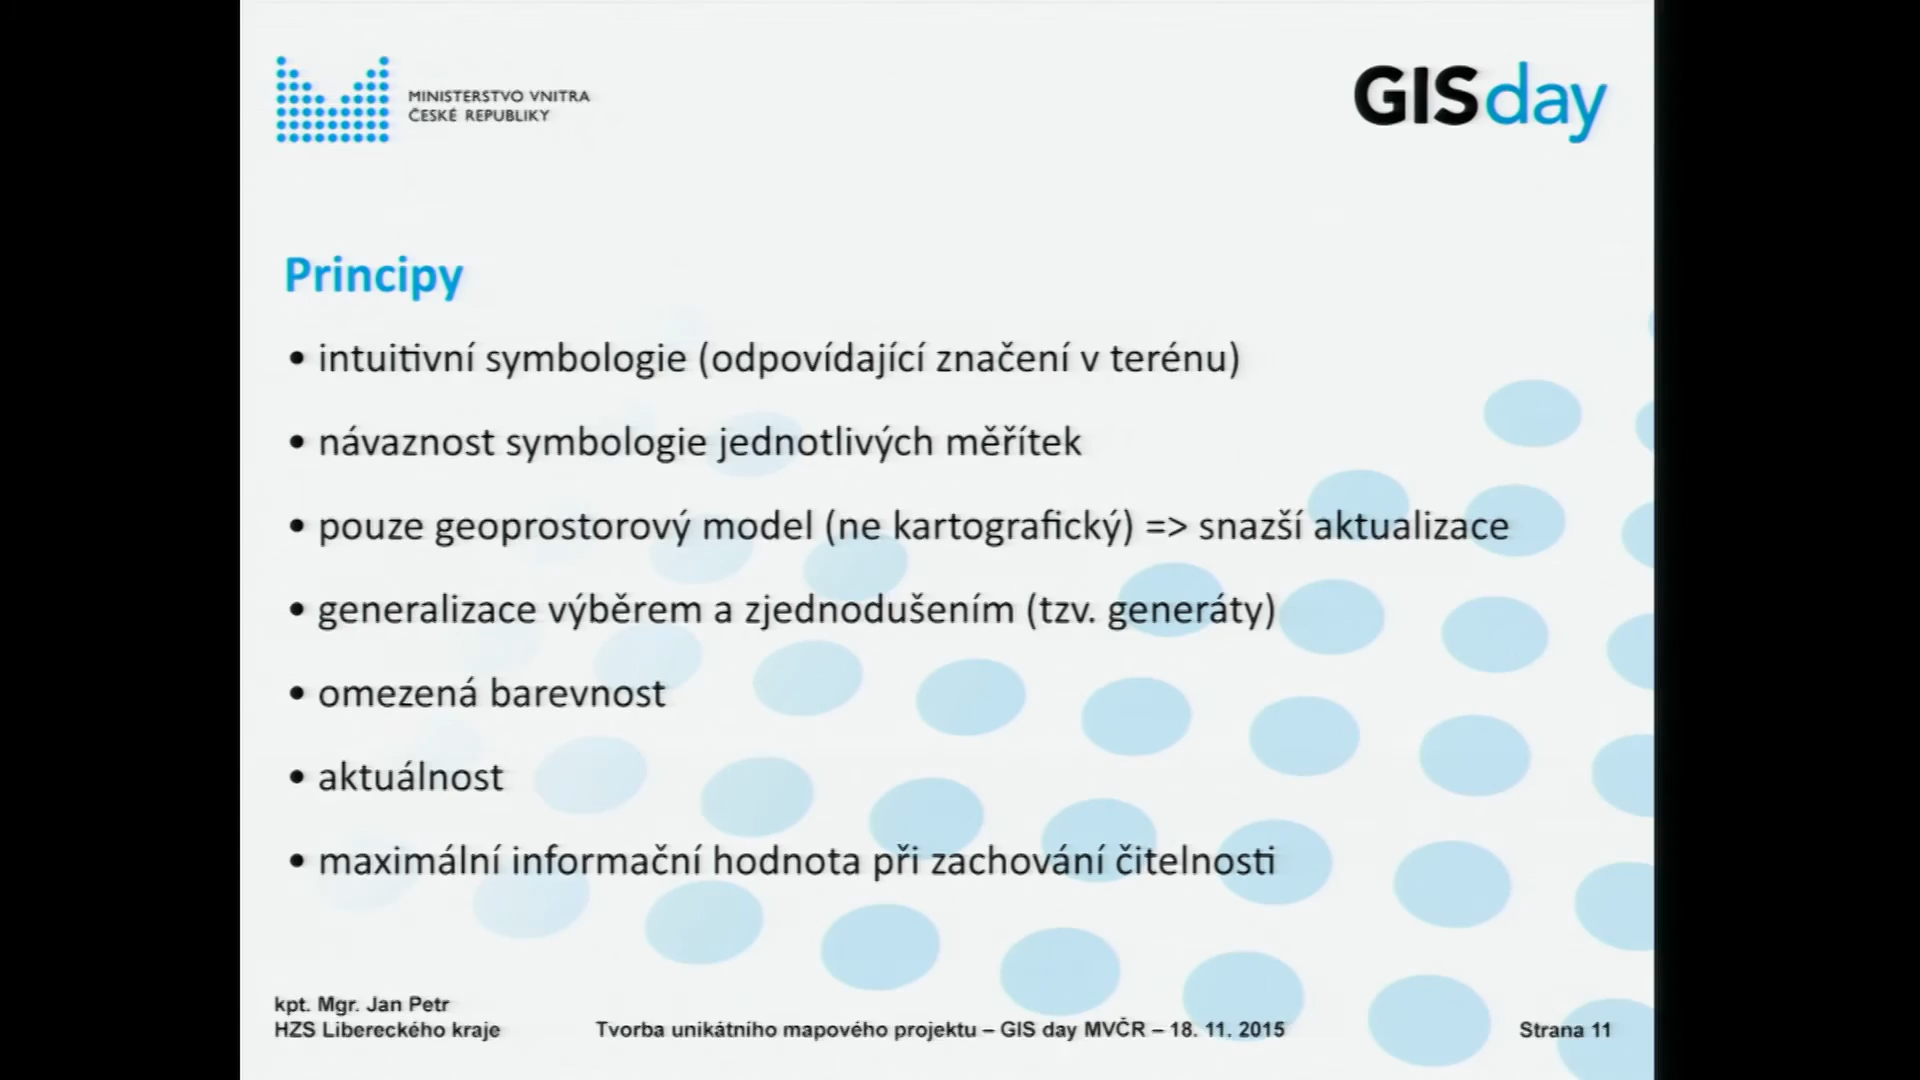 MINISTERSTVO VNITRA
ČESKÉ REPUBLIKY
GISday
Principy
• intuitivní symbologie (odpovídající značení v terénu)
• návaznost symbologie jednotlivých měřítek
• pouze geoprostorový model (ne kartografický) => snazší aktualizace
• generalizace výběrem a zjednodušením (tzv. generáty)
• omezená barevnost
• aktuálnost
• maximální informační hodnota při zachování čitelnosti
kpt. Mgr. Jan Petr
HZS Libereckého kraje
Tvorba unikátního mapového projektu – GIS day MVČR – 18. 11. 2015
Strana 11